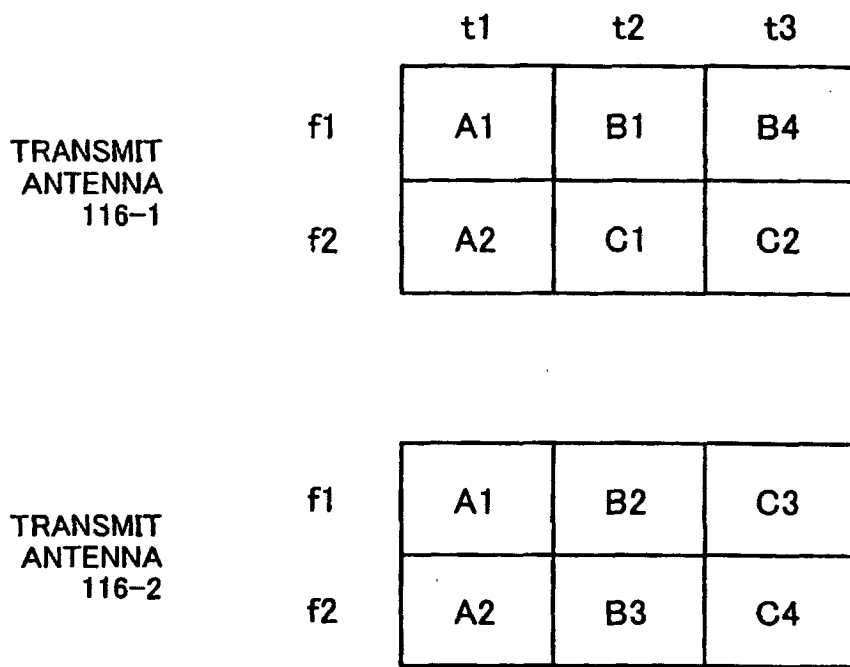 t1 t2 t3
f1 A1 B1 B4
TRANSMIT
ANTENNA
116-1
f2 A2 C1 C2
f1 A1 B2 C3
TRANSMIT
ANTENNA
116-2
f2 A2 B3 C4